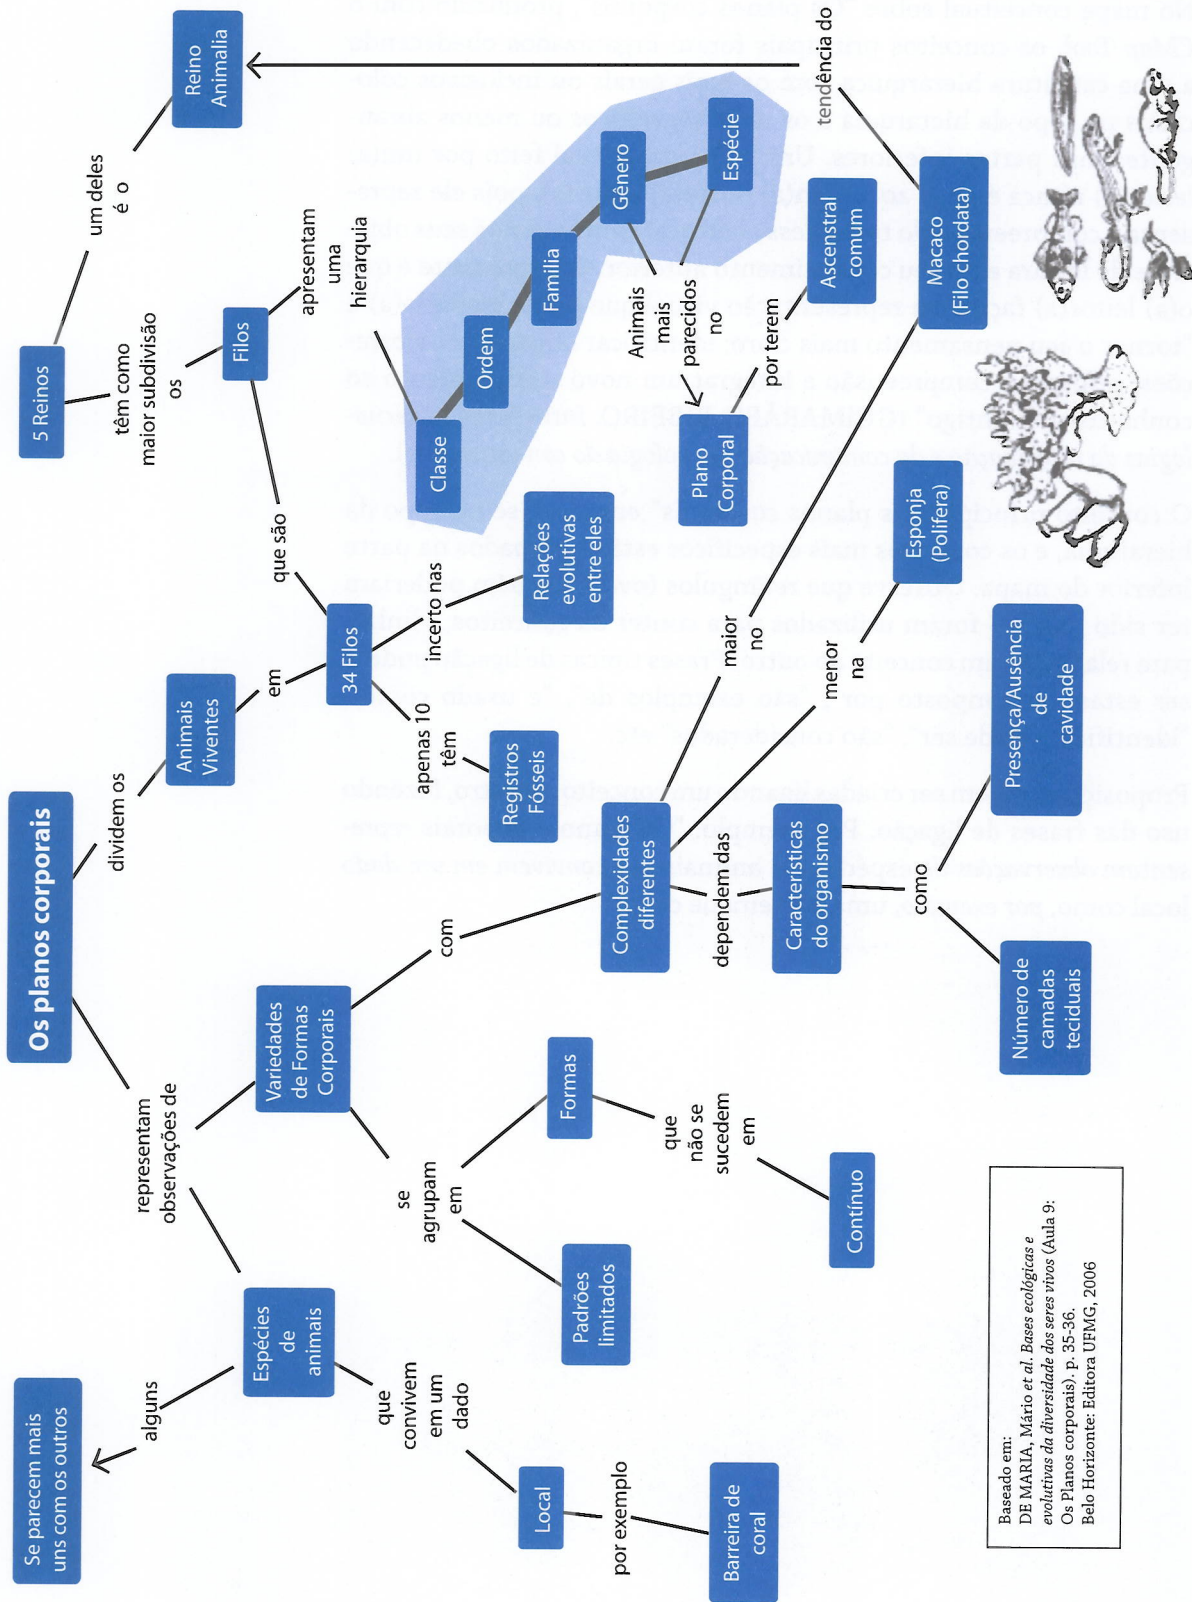 Os planos corporais
representam
observações de
dividem os
Se parecem mais
uns com os outros
alguns
Espécies
de
animais
que
convivem
em um
dado
Local
por exemplo
Barreira de
coral
Variedades
de Formas
Corporais
se
agrupam
em
Padrões
limitados
Formas
que
não se
sucedem
em
Contínuo
com
Complexidades
diferentes
dependem das
Características
do organismo
como
Número de
camadas
teciduais
Presença/Ausência
de
cavidade
maior
no
menor
na
Esponja
(Polifera)
Macaco
(Filo chordata)
tendência do
Animais
Viventes
em
34 Filos
apenas 10
têm
Registros
Fósseis
incerto nas
Relações
evolutivas
entre eles
que são
5 Reinos
um deles
é o
Reino
Animalia
têm como
maior subdivisão
os
Filos
apresentam
uma
hierarquia
Classe
Ordem
Família
Gênero
Espécie
Animais
mais
parecidos
no
Plano
Corporal
por terem
Ascenstral
comum
Baseado em:
DE MARIA, Mário et al. Bases ecológicas e
evolutivas da diversidade dos seres vivos (Aula 9:
Os Planos corporais). p. 35-36.
Belo Horizonte: Editora UFMG, 2006